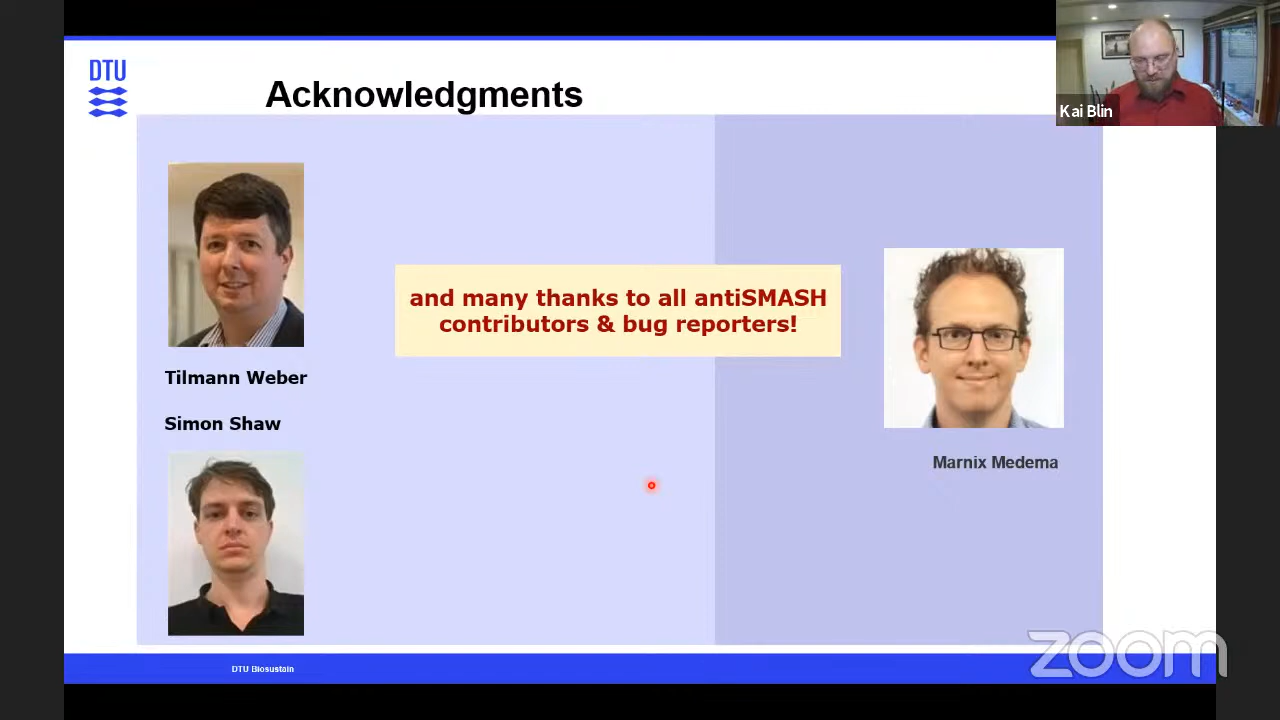 DTU
Acknowledgments
Kai Blin
and many thanks to all antiSMASH
contributors & bug reporters!
Tilmann Weber
Simon Shaw
Marnix Medema
DTU Biosustain
zoom